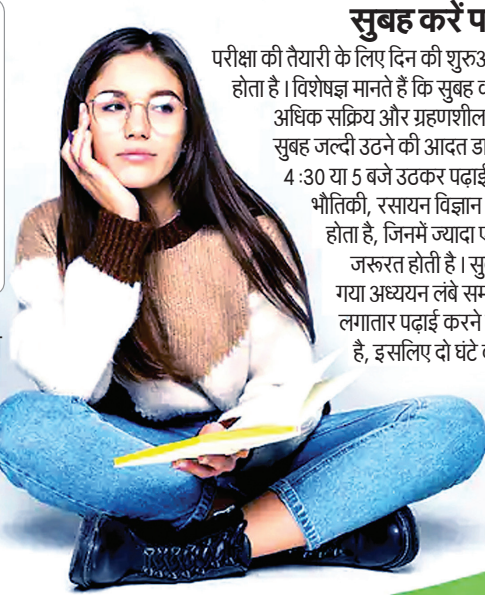 सुबह करें प
परीक्षा की तैयारी के लिए दिन की शुरुअ
होता है । विशेषज्ञ मानते हैं कि सुबह व
अधिक सक्रिय और ग्रहणशील
सुबह जल्दी उठने की आदत डा
4:30 या 5 बजे उठकर पढ़ाई
भौतिकी, रसायन विज्ञान
होता है, जिनमें ज्यादा ए
जरूरत होती है । सु
गया अध्ययन लंबे सम
लगातार पढ़ाई करने
है, इसलिए दो घंटे व